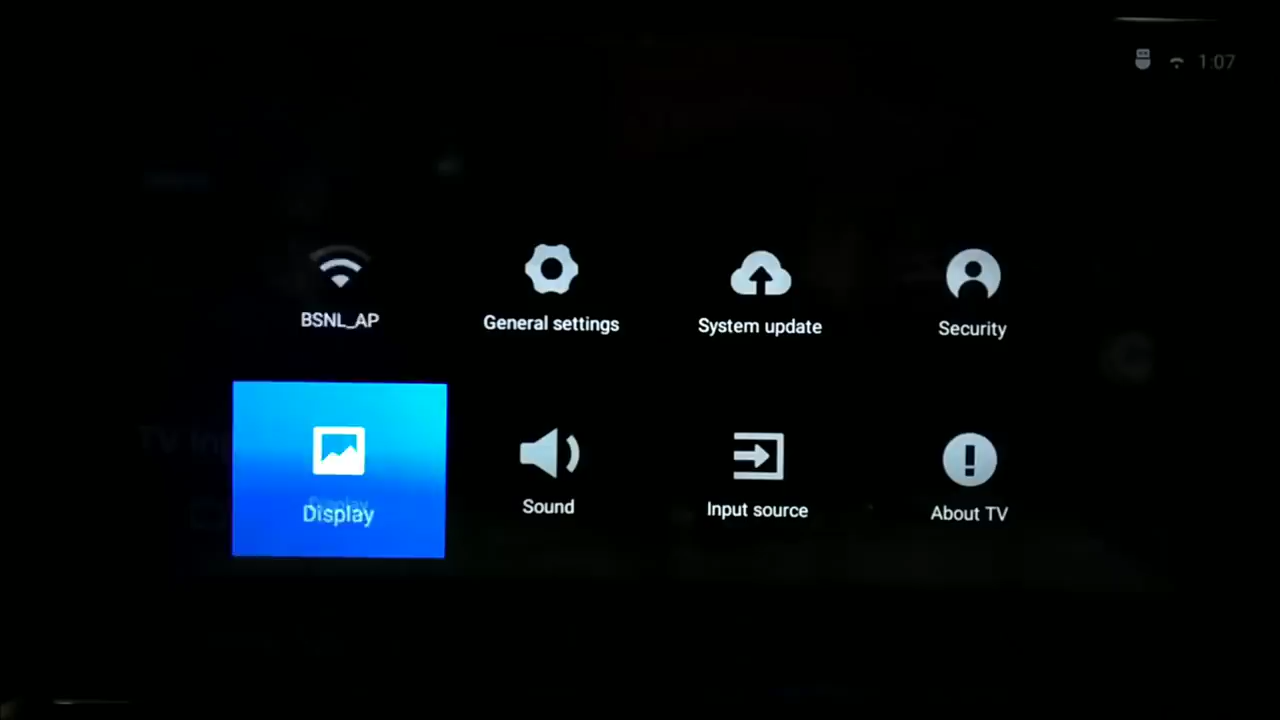 1:07
BSNL_AP
General settings
System update
Security
Display
Sound
Input source
About TV